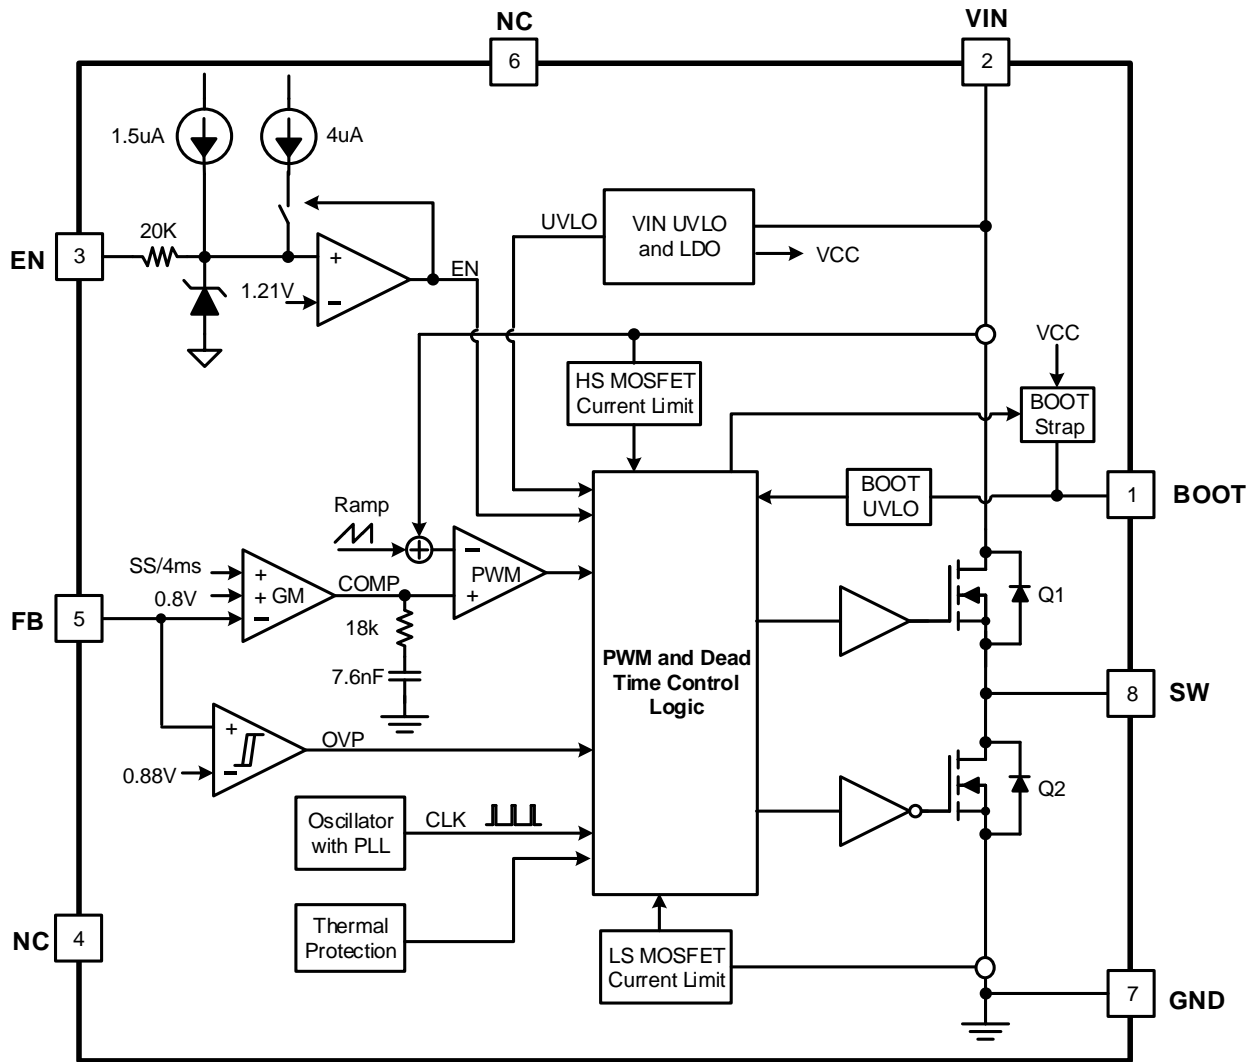 NC
6
VIN
2
1.5uA
4uA
20K
EN
3
1.21V
EN
UVLO
VIN UVLO
and LDO
VCC
HS MOSFET
Current Limit
VCC
BOOT
Strap
BOOT
UVLO
1
BOOT
Ramp
SS/4ms
0.8V
+
+
-
GM
COMP
-
+
PWM
18k
7.6nF
FB
5
PWM and Dead
Time Control
Logic
Q1
8
SW
+
-
0.88V
OVP
Q2
Oscillator
with PLL
CLK
Thermal
Protection
NC
4
LS MOSFET
Current Limit
7
GND